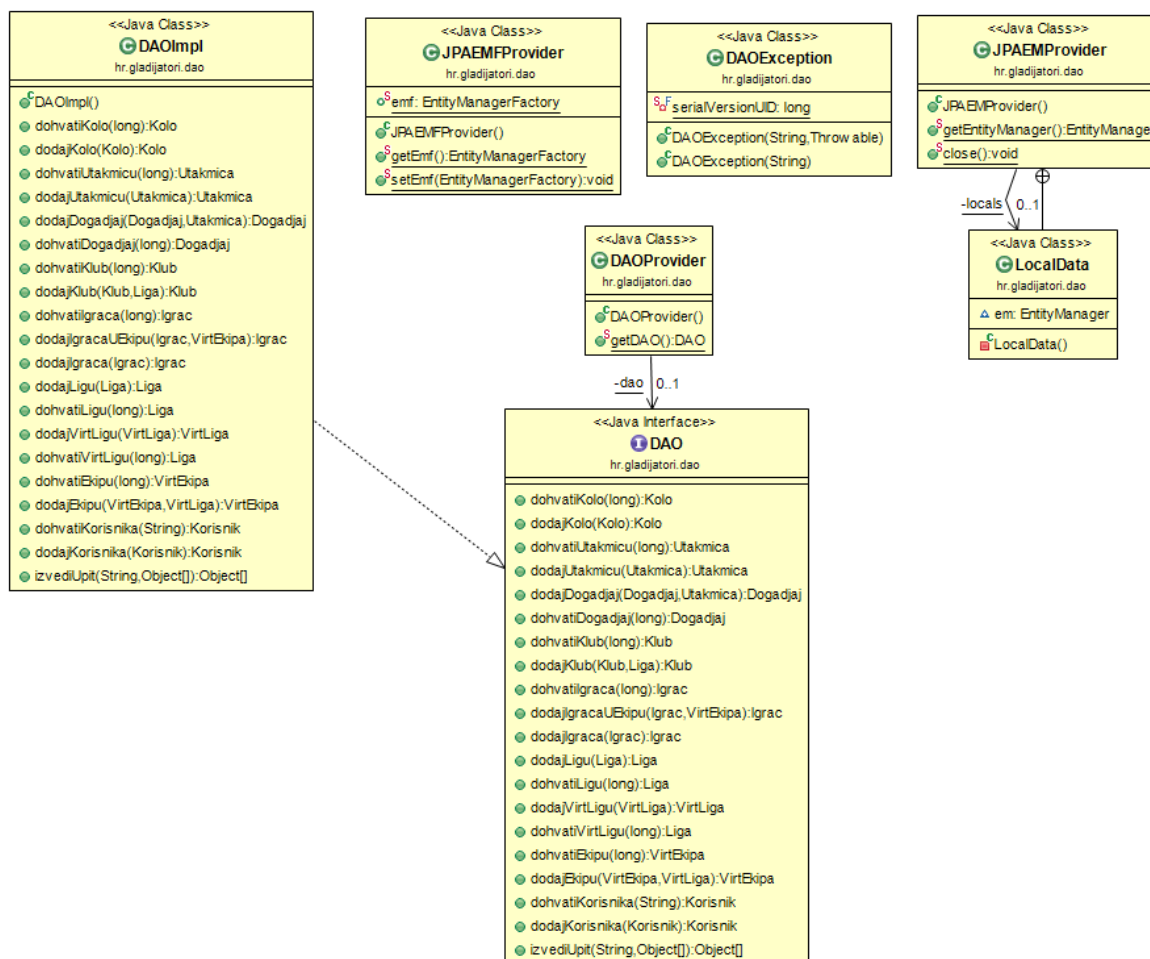 <<Java Class>>
DAOImpl
hr.gladijatori.dao
DAOImpl()
dohvatiKolo(long):Kolo
dodajKolo(Kolo):Kolo
dohvatiUtakmicu(long):Utakmica
dodajUtakmicu(Utakmica):Utakmica
dodajDogadjaj(Dogadjaj,Utakmica):Dogadjaj
dohvatiDogadjaj(long):Dogadjaj
dohvatiKlub(long):Klub
dodajKlub(Klub,Liga):Klub
dohvatiIgraca(long):Igrac
dodajIgracaUEkipu(Igrac,VirtEkipa):Igrac
dodajIgraca(Igrac):Igrac
dodajLigu(Liga):Liga
dohvatiLigu(long):Liga
dodajVirtLigu(VirtLiga):VirtLiga
dohvatiVirtLigu(long):Liga
dohvatiEkipu(long):VirtEkipa
dodajEkipu(VirtEkipa,VirtLiga):VirtEkipa
dohvatiKorisnika(String):Korisnik
dodajKorisnika(Korisnik):Korisnik
izvediUpit(String,Object[]):Object[]
<<Java Class>>
JPAEMFProvider
hr.gladijatori.dao
emf: EntityManagerFactory
JPAEMFProvider()
getEmf():EntityManagerFactory
setEmf(EntityManagerFactory):void
<<Java Class>>
DAOException
hr.gladijatori.dao
serialVersionUID: long
DAOException(String,Throwable)
DAOException(String)
<<Java Class>>
JPAEMProvider
hr.gladijatori.dao
JPAEMProvider()
getEntityManager():EntityManager
close():void
-locals 0..1
<<Java Class>>
LocalData
hr.gladijatori.dao
em: EntityManager
LocalData()
<<Java Class>>
DAOProvider
hr.gladijatori.dao
DAOProvider()
getDAO():DAO
-dao 0..1
<<Java Interface>>
DAO
hr.gladijatori.dao
dohvatiKolo(long):Kolo
dodajKolo(Kolo):Kolo
dohvatiUtakmicu(long):Utakmica
dodajUtakmicu(Utakmica):Utakmica
dodajDogadjaj(Dogadjaj,Utakmica):Dogadjaj
dohvatiDogadjaj(long):Dogadjaj
dohvatiKlub(long):Klub
dodajKlub(Klub,Liga):Klub
dohvatiIgraca(long):Igrac
dodajIgracaUEkipu(Igrac,VirtEkipa):Igrac
dodajIgraca(Igrac):Igrac
dodajLigu(Liga):Liga
dohvatiLigu(long):Liga
dodajVirtLigu(VirtLiga):VirtLiga
dohvatiVirtLigu(long):Liga
dohvatiEkipu(long):VirtEkipa
dodajEkipu(VirtEkipa,VirtLiga):VirtEkipa
dohvatiKorisnika(String):Korisnik
dodajKorisnika(Korisnik):Korisnik
izvediUpit(String,Object[]):Object[]